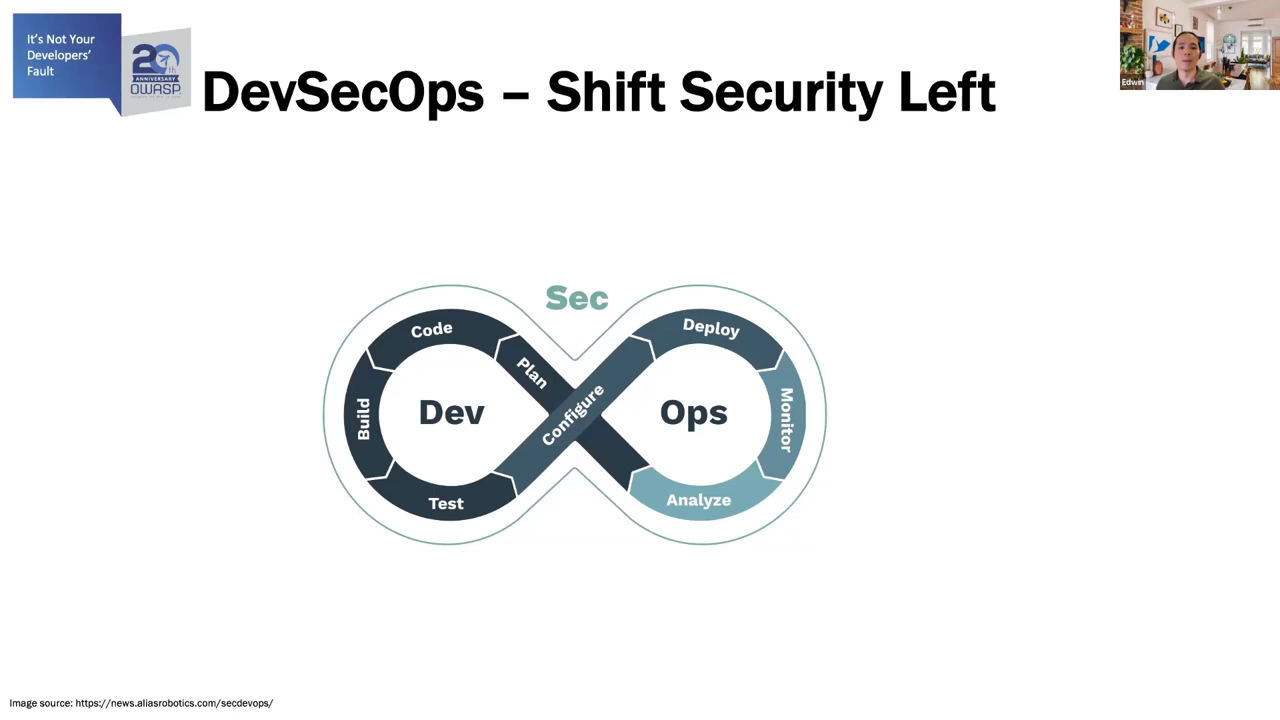 It's Not Your
Developers'
Fault
20th
ANNIVERSARY
OWASP
DevSecOps – Shift Security Left
Edwin
Sec
Code
Plan
Build
Dev
Test
Configure
Deploy
Ops
Monitor
Analyze
Image source: https://news.aliasrobotics.com/secdevops/